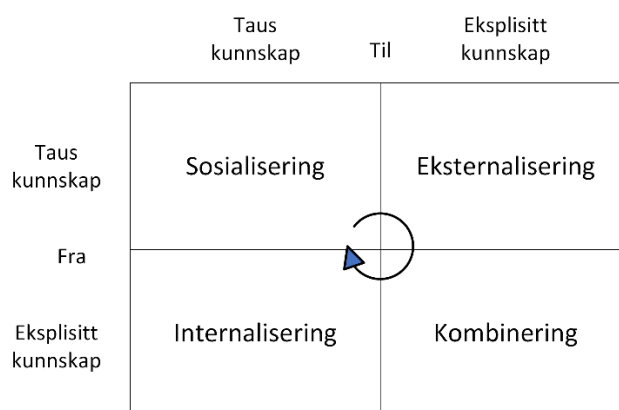 Taus
kunnskap
Til
Eksplisitt
kunnskap
Taus
kunnskap
Sosialisering
Eksternalisering
Fra
Eksplisitt
kunnskap
Internalisering
Kombinering